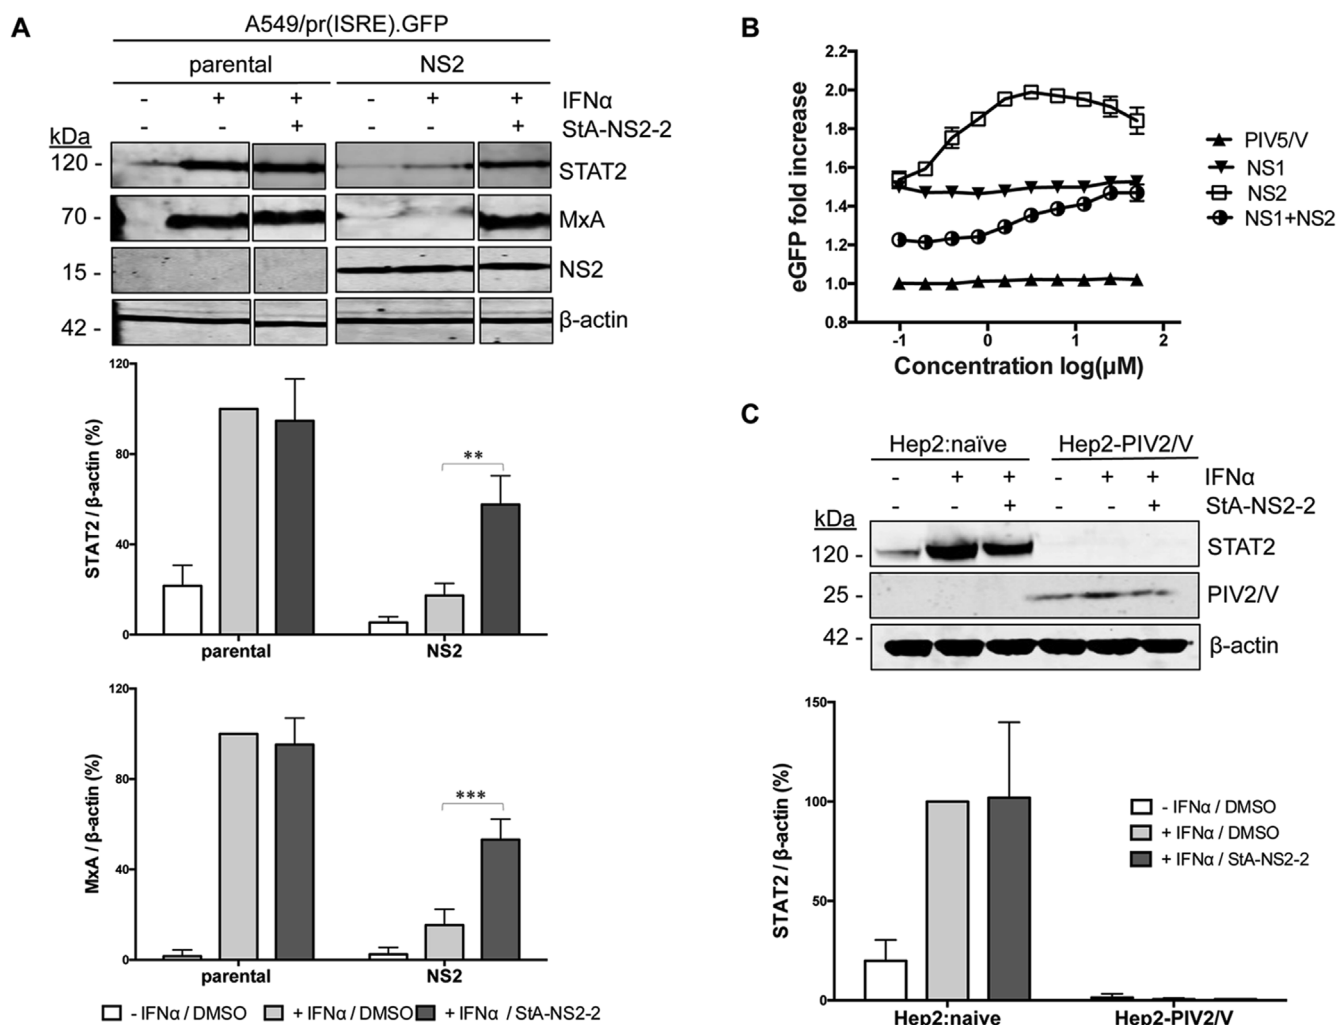 A
A549/pr(ISRE).GFP
parental NS2
- + + - + + IFNα
- - + - - + StA-NS2-2
kDa
120 - STAT2
70 - MxA
15 - NS2
42 - β-actin
120
80
40
0
STAT2 / β-actin (%)
**
parental NS2
120
80
40
0
MxA / β-actin (%)
***
parental NS2
- IFNα / DMSO + IFNα / DMSO + IFNα / StA-NS2-2
B
2.2
2.0
1.8
1.6
1.4
1.2
1.0
0.8
eGFP fold increase
-1 0 1 2
Concentration log(µM)
PIV5/V
NS1
NS2
NS1+NS2
C
Hep2:naïve Hep2-PIV2/V
- + + - + + IFNα
- - + - - + StA-NS2-2
kDa
120 - STAT2
25 - PIV2/V
42 - β-actin
150
100
50
0
STAT2 / β-actin (%)
- IFNα / DMSO
+ IFNα / DMSO
+ IFNα / StA-NS2-2
Hep2:naive Hep2-PIV2/V